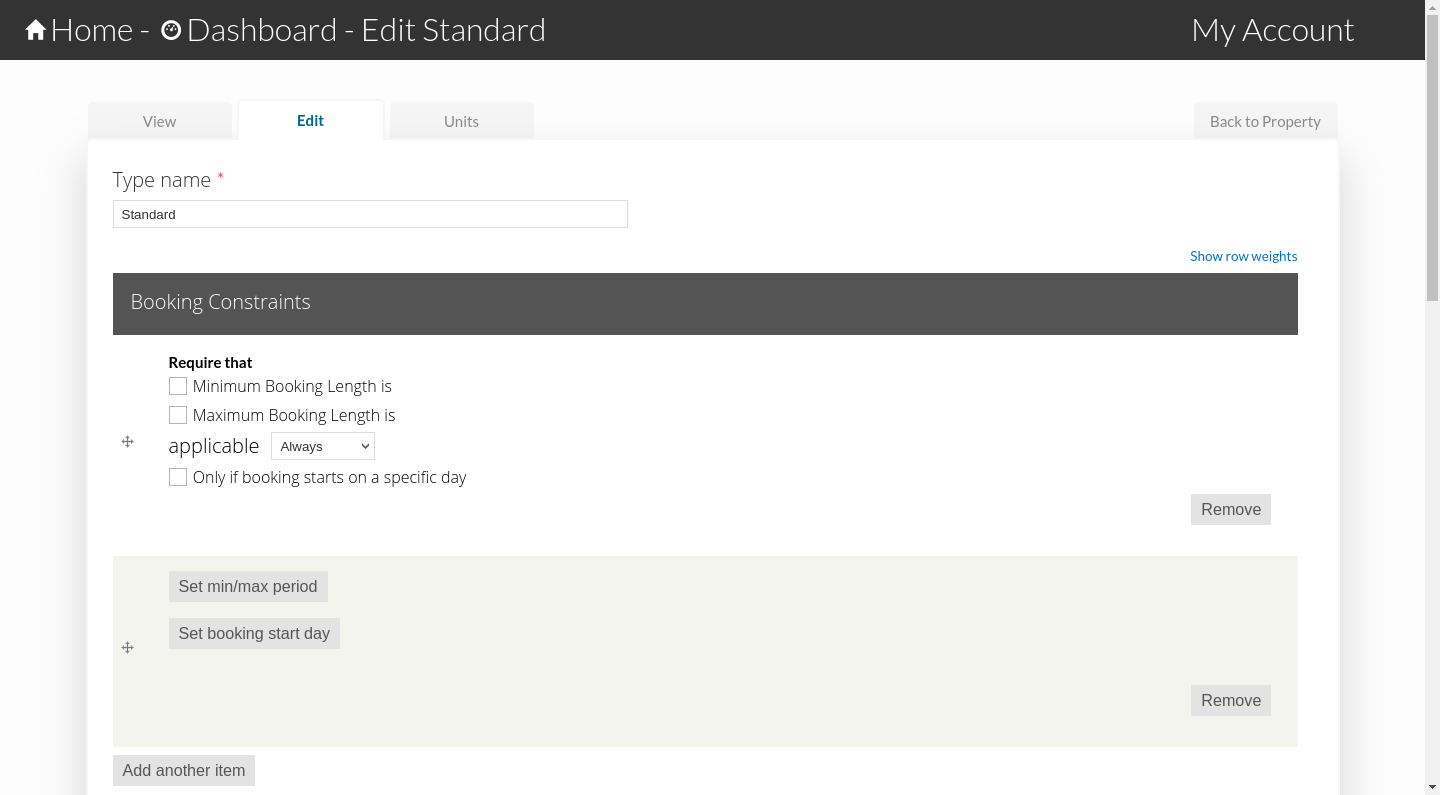 Home - Dashboard - Edit Standard
My Account
View
Edit
Units
Back to Property
Type name *
Standard
Show row weights
Booking Constraints
Require that
Minimum Booking Length is
Maximum Booking Length is
applicable Always
Only if booking starts on a specific day
Remove
Set min/max period
Set booking start day
Remove
Add another item